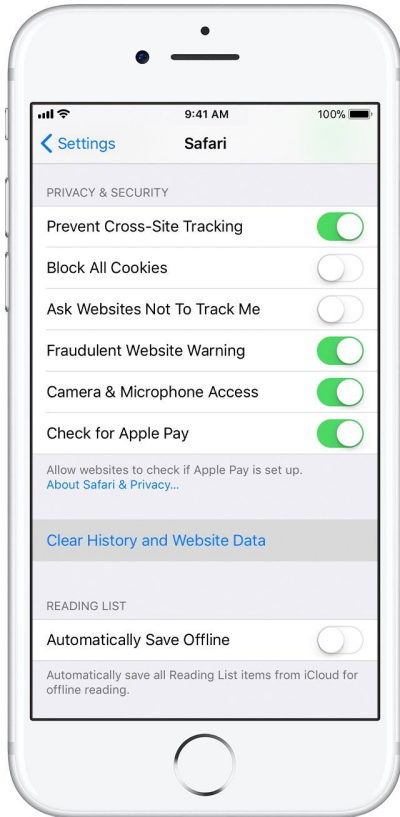 9:41 AM 100%
Settings Safari
PRIVACY & SECURITY
Prevent Cross-Site Tracking
Block All Cookies
Ask Websites Not To Track Me
Fraudulent Website Warning
Camera & Microphone Access
Check for Apple Pay
Allow websites to check if Apple Pay is set up.
About Safari & Privacy...
Clear History and Website Data
READING LIST
Automatically Save Offline
Automatically save all Reading List items from iCloud for
offline reading.